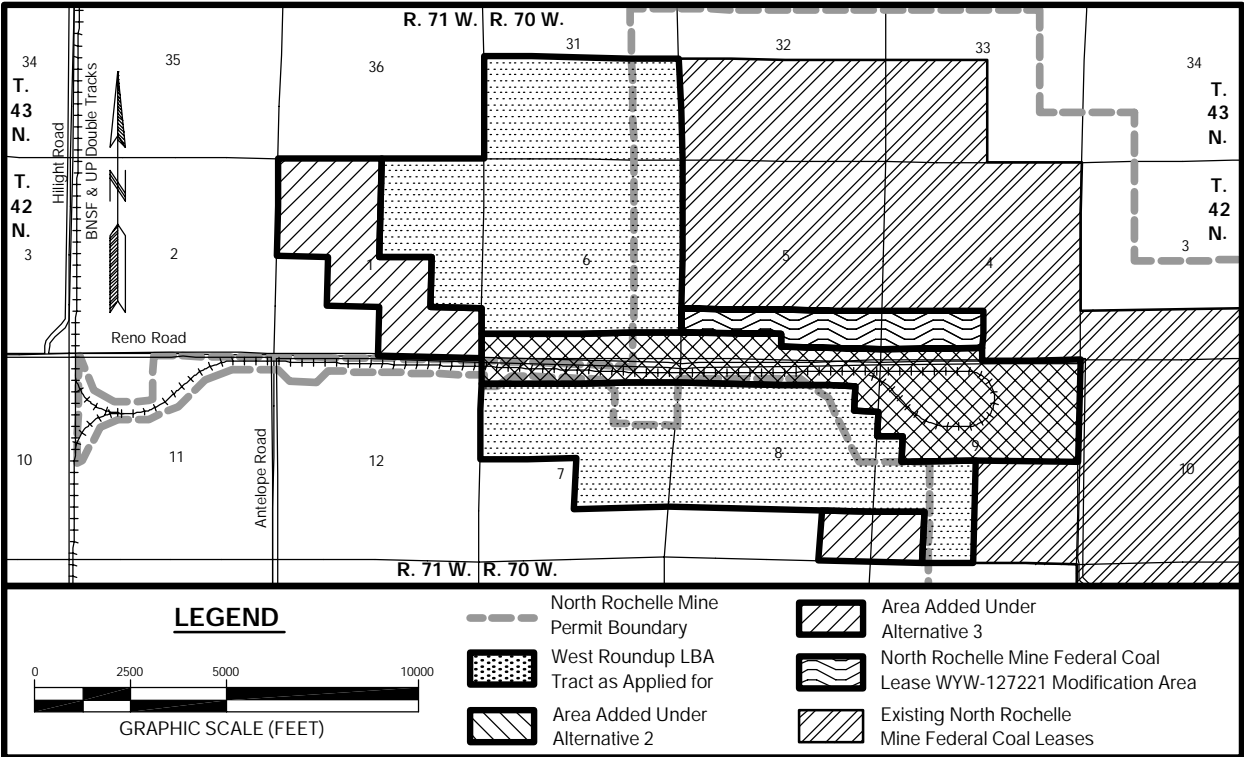 R. 71 W. R. 70 W.
34 35 36 31 32 33 34
T. 43 N.
T. 43 N.
Hilight Road
BNSF & UP Double Tracks
N
T. 42 N.
T. 42 N.
3 2 1 6 5 4 3
Reno Road
Antelope Road
10 11 12 7 8 9 10
R. 71 W. R. 70 W.
LEGEND
0 2500 5000 10000
GRAPHIC SCALE (FEET)
North Rochelle Mine
Permit Boundary
West Roundup LBA
Tract as Applied for
Area Added Under
Alternative 2
Area Added Under
Alternative 3
North Rochelle Mine Federal Coal
Lease WYW-127221 Modification Area
Existing North Rochelle
Mine Federal Coal Leases